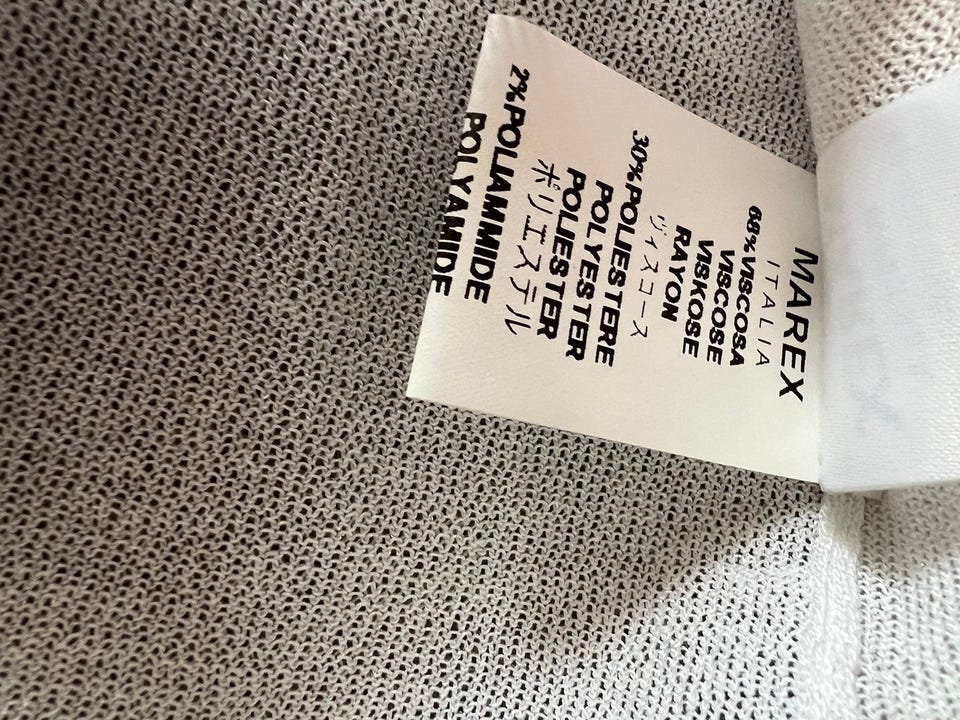 MAREX
ITALIA
68% VISCOSA
VISCOSE
VISKOSE
RAYON
ヴィスコース
30% POLIESTERE
POLYESTER
POLIESTER
ポリエステル
2% POLIAMMIDE
POLYAMIDE